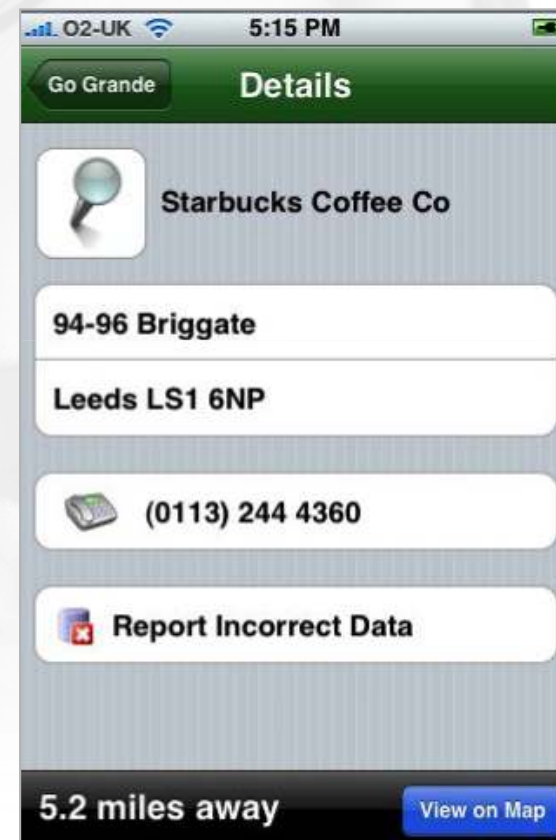 O2-UK 5:15 PM
Go Grande Details
Starbucks Coffee Co
94-96 Briggate
Leeds LS1 6NP
(0113) 244 4360
Report Incorrect Data
5.2 miles away View on Map